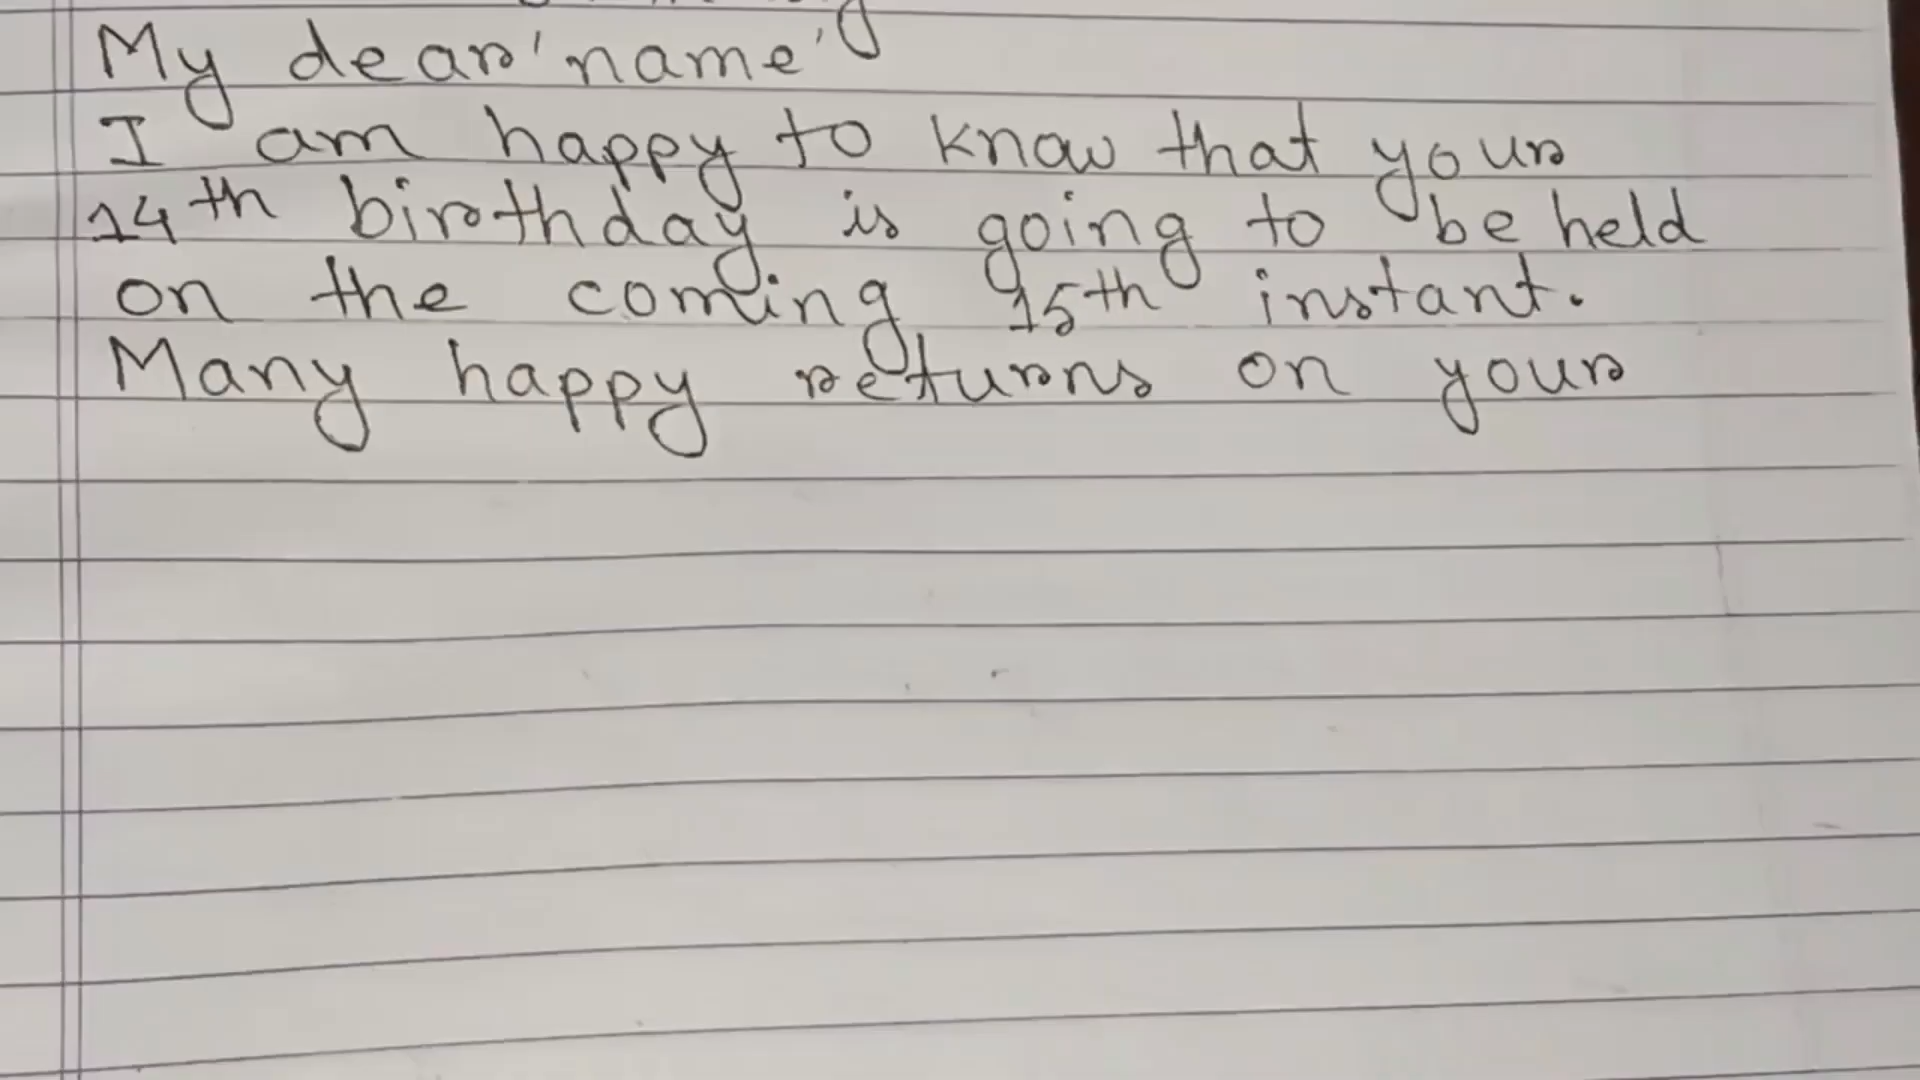 My dear 'name'
I am happy to know that your
14th birthday is going to be held
on the coming 15th instant.
Many happy returns on your